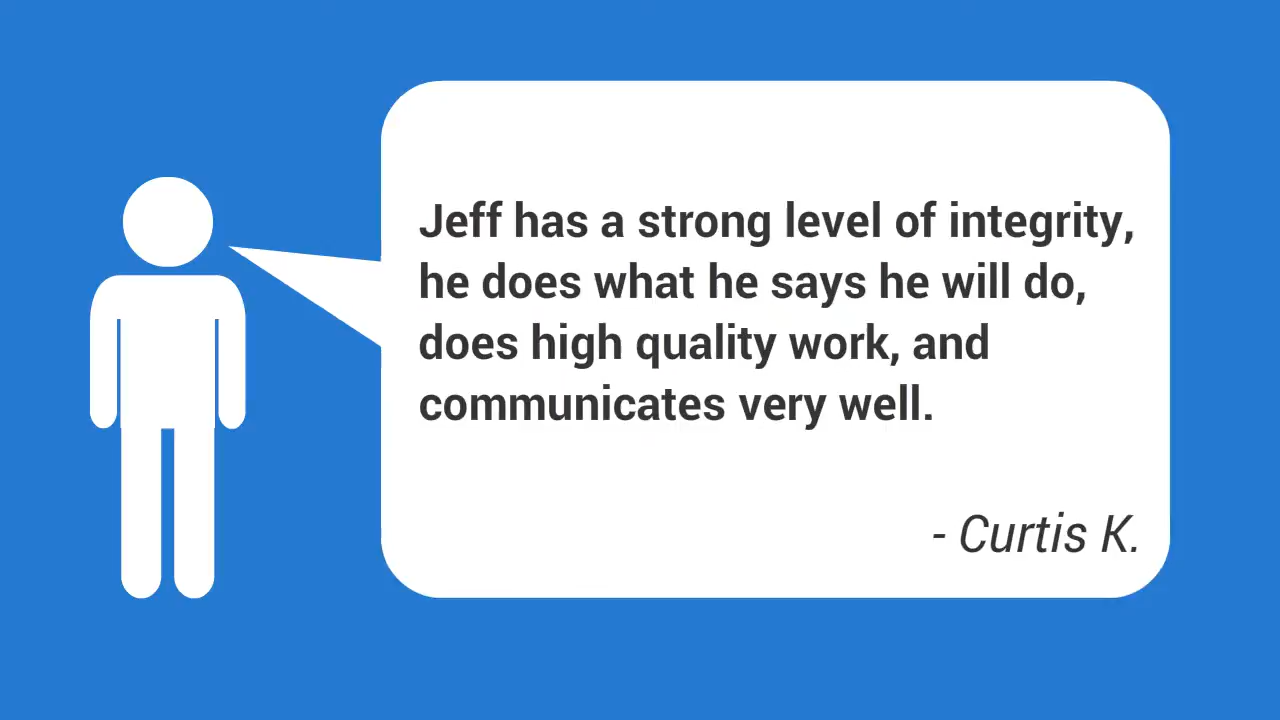 Jeff has a strong level of integrity,
he does what he says he will do,
does high quality work, and
communicates very well.
- Curtis K.